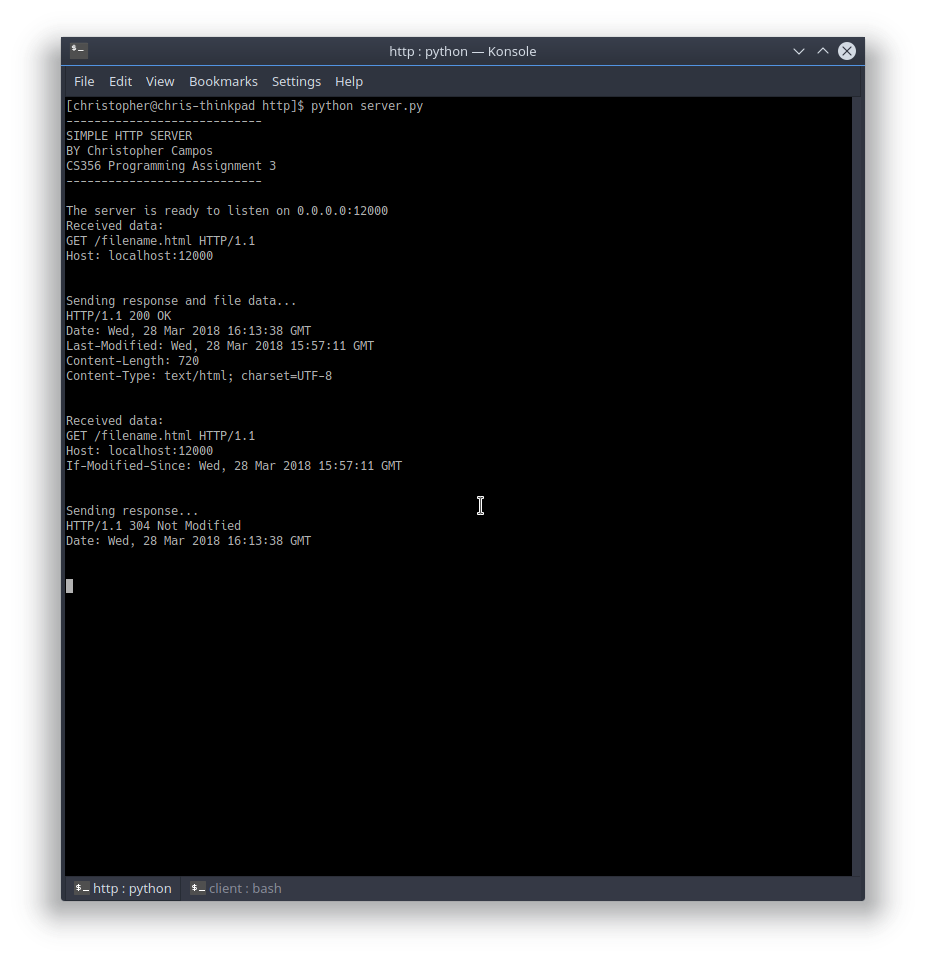 http : python — Konsole
File Edit View Bookmarks Settings Help
[christopher@chris-thinkpad http]$ python server.py
----------------------------
SIMPLE HTTP SERVER
BY Christopher Campos
CS356 Programming Assignment 3
----------------------------
The server is ready to listen on 0.0.0.0:12000
Received data:
GET /filename.html HTTP/1.1
Host: localhost:12000
Sending response and file data...
HTTP/1.1 200 OK
Date: Wed, 28 Mar 2018 16:13:38 GMT
Last-Modified: Wed, 28 Mar 2018 15:57:11 GMT
Content-Length: 720
Content-Type: text/html; charset=UTF-8
Received data:
GET /filename.html HTTP/1.1
Host: localhost:12000
If-Modified-Since: Wed, 28 Mar 2018 15:57:11 GMT
Sending response...
HTTP/1.1 304 Not Modified
Date: Wed, 28 Mar 2018 16:13:38 GMT
http : python client : bash